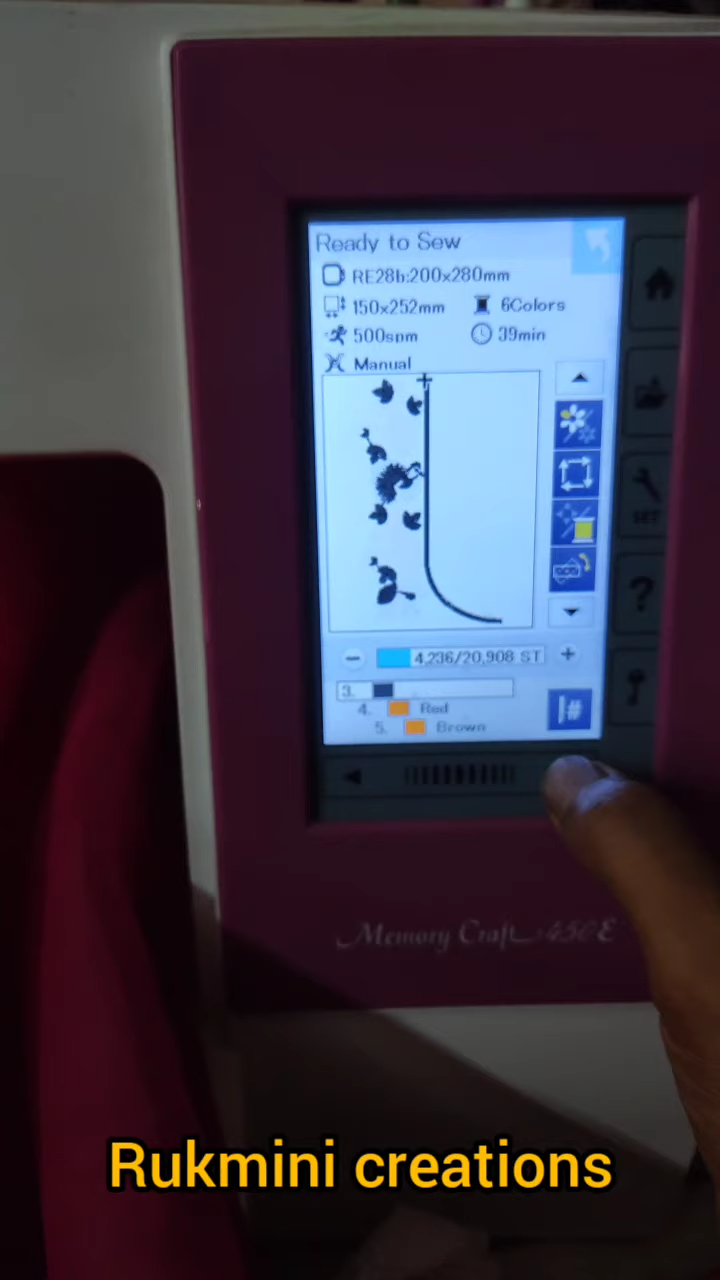 Ready to Sew
RE28b:200x280mm
150x252mm 6Colors
500spm 39min
Manual
4,236/20,908 ST
3.
4. Red
5. Brown
#
SET
?
Memory Craft 450E
Rukmini creations